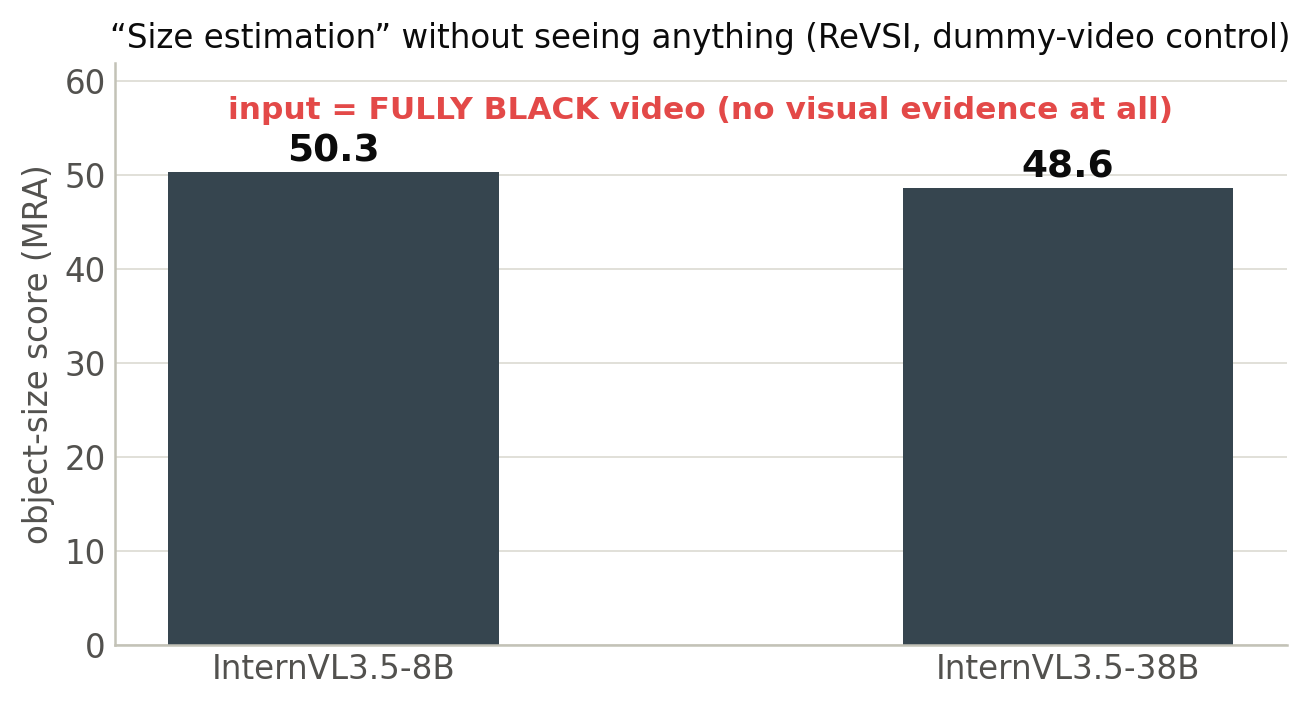 “Size estimation” without seeing anything (ReVSI, dummy-video control)
input = FULLY BLACK video (no visual evidence at all)
50.3
48.6
object-size score (MRA)
60
50
40
30
20
10
0
InternVL3.5-8B
InternVL3.5-38B